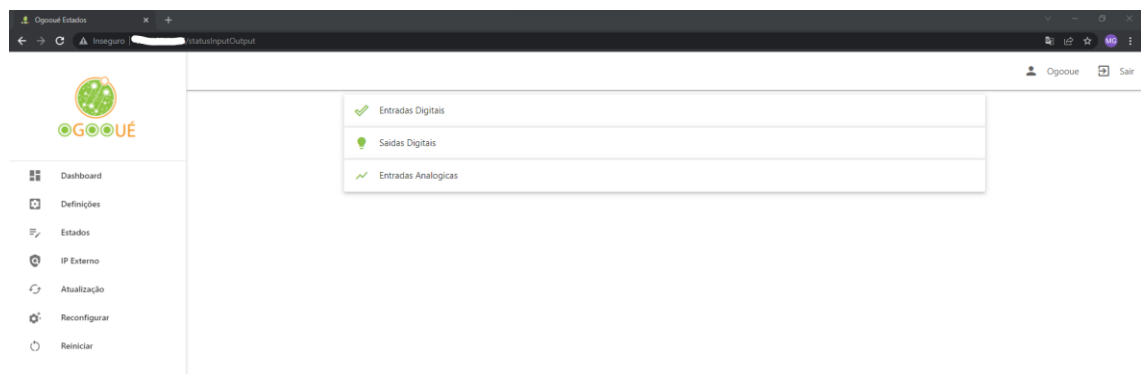 Ogooué Estados
Inseguro
/statusInputOutput
MG
Ogooue
Sair
OGOOUÉ
Entradas Digitais
Saidas Digitais
Entradas Analogicas
Dashboard
Definições
Estados
IP Externo
Atualização
Reconfigurar
Reiniciar